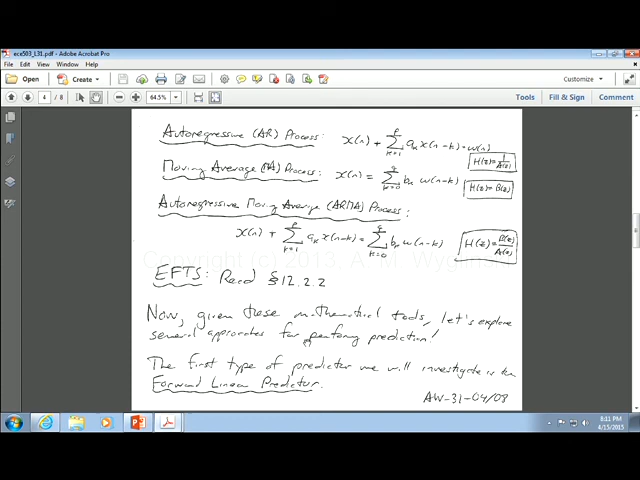 ece503_L31.pdf - Adobe Acrobat Pro
File Edit View Window Help
Open Create Customize
4 / 8 64.5% Tools Fill & Sign Comment
Autoregressive (AR) Process: x(n) + Σ_{k=1}^{p} a_k x(n-k) = w(n) H(z) = 1/A(z)
Moving Average (MA) Process: x(n) = Σ_{k=0}^{q} b_k w(n-k) H(z) = B(z)
Autoregressive Moving Average (ARMA) Process:
x(n) + Σ_{k=1}^{p} a_k x(n-k) = Σ_{k=0}^{q} b_k w(n-k) H(z) = B(z)/A(z)
Copyright (c) 2013, A. M. Wyglinski
EFTS: Read §12.2.2
Now, given these mathematical tools, let's explore
several approaches for performing prediction!
The first type of predictor we will investigate is the
Forward Linear Predictor.
AW-31-04/08
8:11 PM
4/15/2015